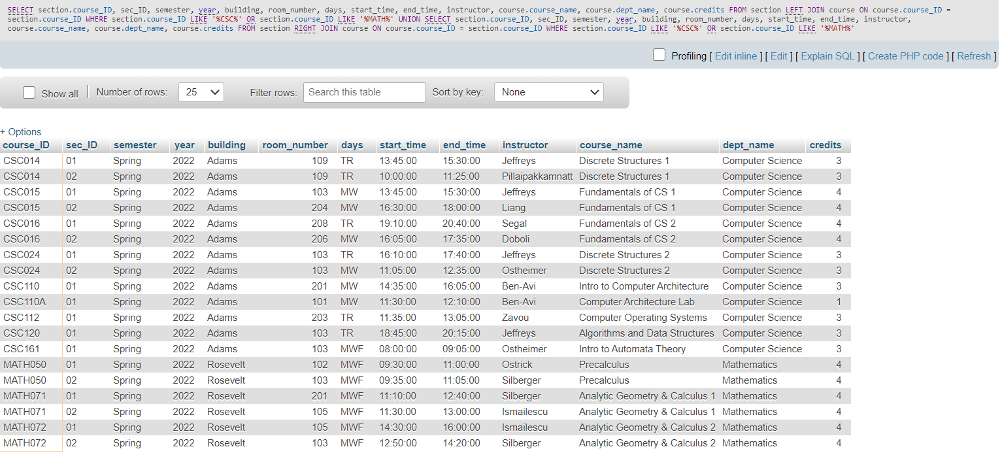 SELECT section.course_ID, sec_ID, semester, year, building, room_number, days, start_time, end_time, instructor, course.course_name, course.dept_name, course.credits FROM section LEFT JOIN course ON course.course_ID =
section.course_ID WHERE section.course_ID LIKE '%CSC%' OR section.course_ID LIKE '%MATH%' UNION SELECT section.course_ID, sec_ID, semester, year, building, room_number, days, start_time, end_time, instructor,
course.course_name, course.dept_name, course.credits FROM section RIGHT JOIN course ON course.course_ID = section.course_ID WHERE section.course_ID LIKE '%CSC%' OR section.course_ID LIKE '%MATH%'
Profiling [ Edit inline ] [ Edit ] [ Explain SQL ] [ Create PHP code ] [ Refresh ]
Show all Number of rows: 25 Filter rows: Search this table Sort by key: None
+ Options
course_ID sec_ID semester year building room_number days start_time end_time instructor course_name dept_name credits
CSC014 01 Spring 2022 Adams 109 TR 13:45:00 15:30:00 Jeffreys Discrete Structures 1 Computer Science 3
CSC014 02 Spring 2022 Adams 109 TR 10:00:00 11:25:00 Pillaipakkamnatt Discrete Structures 1 Computer Science 3
CSC015 01 Spring 2022 Adams 103 MW 13:45:00 15:30:00 Jeffreys Fundamentals of CS 1 Computer Science 4
CSC015 02 Spring 2022 Adams 204 MW 16:30:00 18:00:00 Liang Fundamentals of CS 1 Computer Science 4
CSC016 01 Spring 2022 Adams 208 TR 19:10:00 20:40:00 Segal Fundamentals of CS 2 Computer Science 4
CSC016 02 Spring 2022 Adams 206 MW 16:05:00 17:35:00 Doboli Fundamentals of CS 2 Computer Science 4
CSC024 01 Spring 2022 Adams 103 TR 16:10:00 17:40:00 Jeffreys Discrete Structures 2 Computer Science 3
CSC024 02 Spring 2022 Adams 103 MW 11:05:00 12:35:00 Ostheimer Discrete Structures 2 Computer Science 3
CSC110 01 Spring 2022 Adams 201 MW 14:35:00 16:05:00 Ben-Avi Intro to Computer Architecture Computer Science 3
CSC110A 01 Spring 2022 Adams 101 MW 11:30:00 12:10:00 Ben-Avi Computer Architecture Lab Computer Science 1
CSC112 01 Spring 2022 Adams 203 TR 11:35:00 13:05:00 Zavou Computer Operating Systems Computer Science 3
CSC120 01 Spring 2022 Adams 103 TR 18:45:00 20:15:00 Jeffreys Algorithms and Data Structures Computer Science 3
CSC161 01 Spring 2022 Adams 103 MWF 08:00:00 09:05:00 Ostheimer Intro to Automata Theory Computer Science 3
MATH050 01 Spring 2022 Rosevelt 102 MWF 09:30:00 11:00:00 Ostrick Precalculus Mathematics 4
MATH050 02 Spring 2022 Rosevelt 103 MWF 09:35:00 11:05:00 Silberger Precalculus Mathematics 4
MATH071 01 Spring 2022 Rosevelt 201 MWF 11:10:00 12:40:00 Silberger Analytic Geometry & Calculus 1 Mathematics 4
MATH071 02 Spring 2022 Rosevelt 105 MWF 11:30:00 13:00:00 Ismailescu Analytic Geometry & Calculus 1 Mathematics 4
MATH072 01 Spring 2022 Rosevelt 105 MWF 14:30:00 16:00:00 Ismailescu Analytic Geometry & Calculus 2 Mathematics 4
MATH072 02 Spring 2022 Rosevelt 103 MWF 12:50:00 14:20:00 Silberger Analytic Geometry & Calculus 2 Mathematics 4